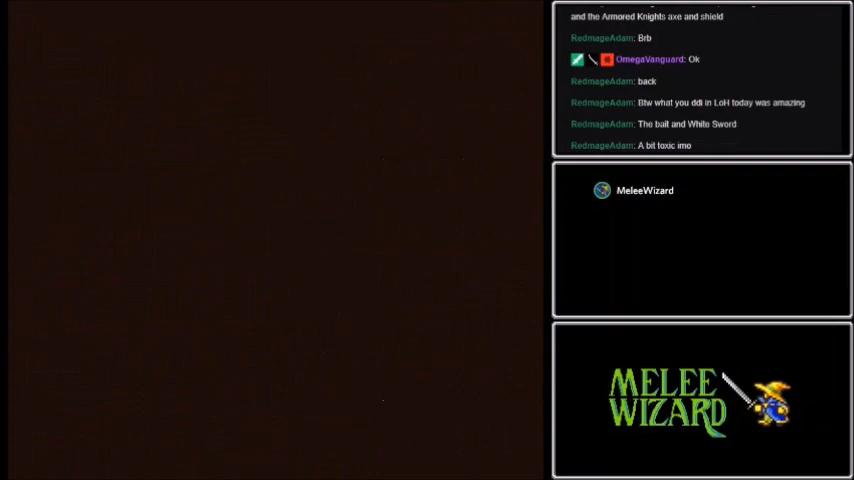 and the Armored Knights axe and shield
RedmageAdam: Brb
OmegaVanguard: Ok
RedmageAdam: back
RedmageAdam: Btw what you ddi in LoH today was amazing
RedmageAdam: The bait and White Sword
RedmageAdam: A bit toxic imo
MeleeWizard
MELEE
WIZARD